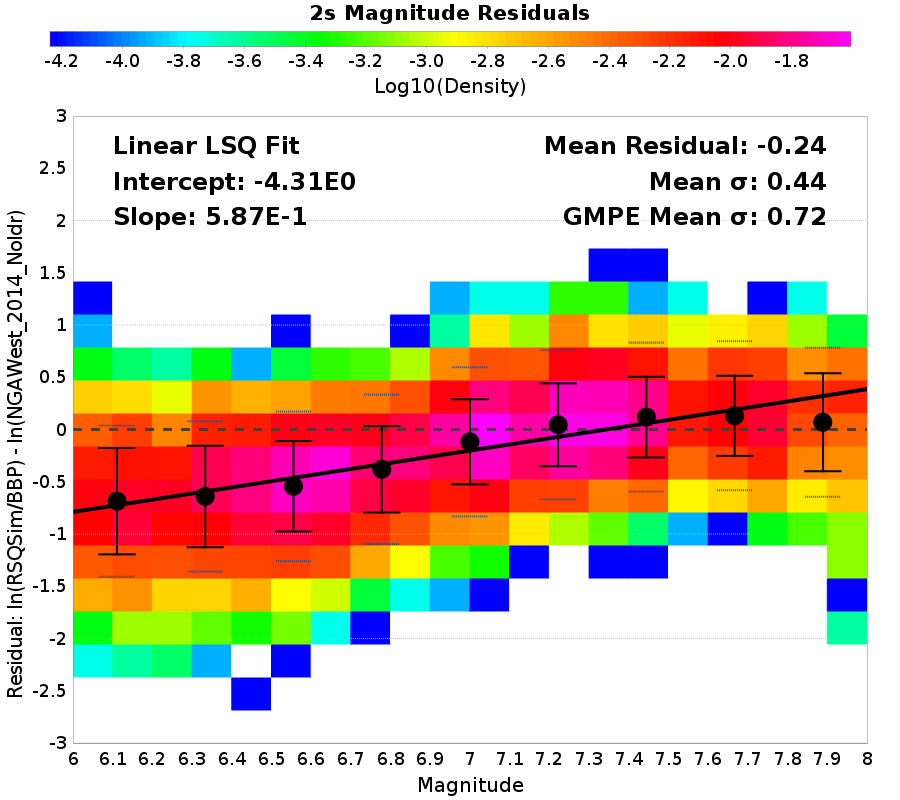 2s Magnitude Residuals
-4.2 -4.0 -3.8 -3.6 -3.4 -3.2 -3.0 -2.8 -2.6 -2.4 -2.2 -2.0 -1.8
Log10(Density)
Linear LSQ Fit
Intercept: -4.31E0
Slope: 5.87E-1
Mean Residual: -0.24
Mean σ: 0.44
GMPE Mean σ: 0.72
Residual: ln(RSQSim/BBP) - ln(NGAWest_2014_NoIdr)
3
2.5
2
1.5
1
0.5
0
-0.5
-1
-1.5
-2
-2.5
-3
6 6.1 6.2 6.3 6.4 6.5 6.6 6.7 6.8 6.9 7 7.1 7.2 7.3 7.4 7.5 7.6 7.7 7.8 7.9 8
Magnitude